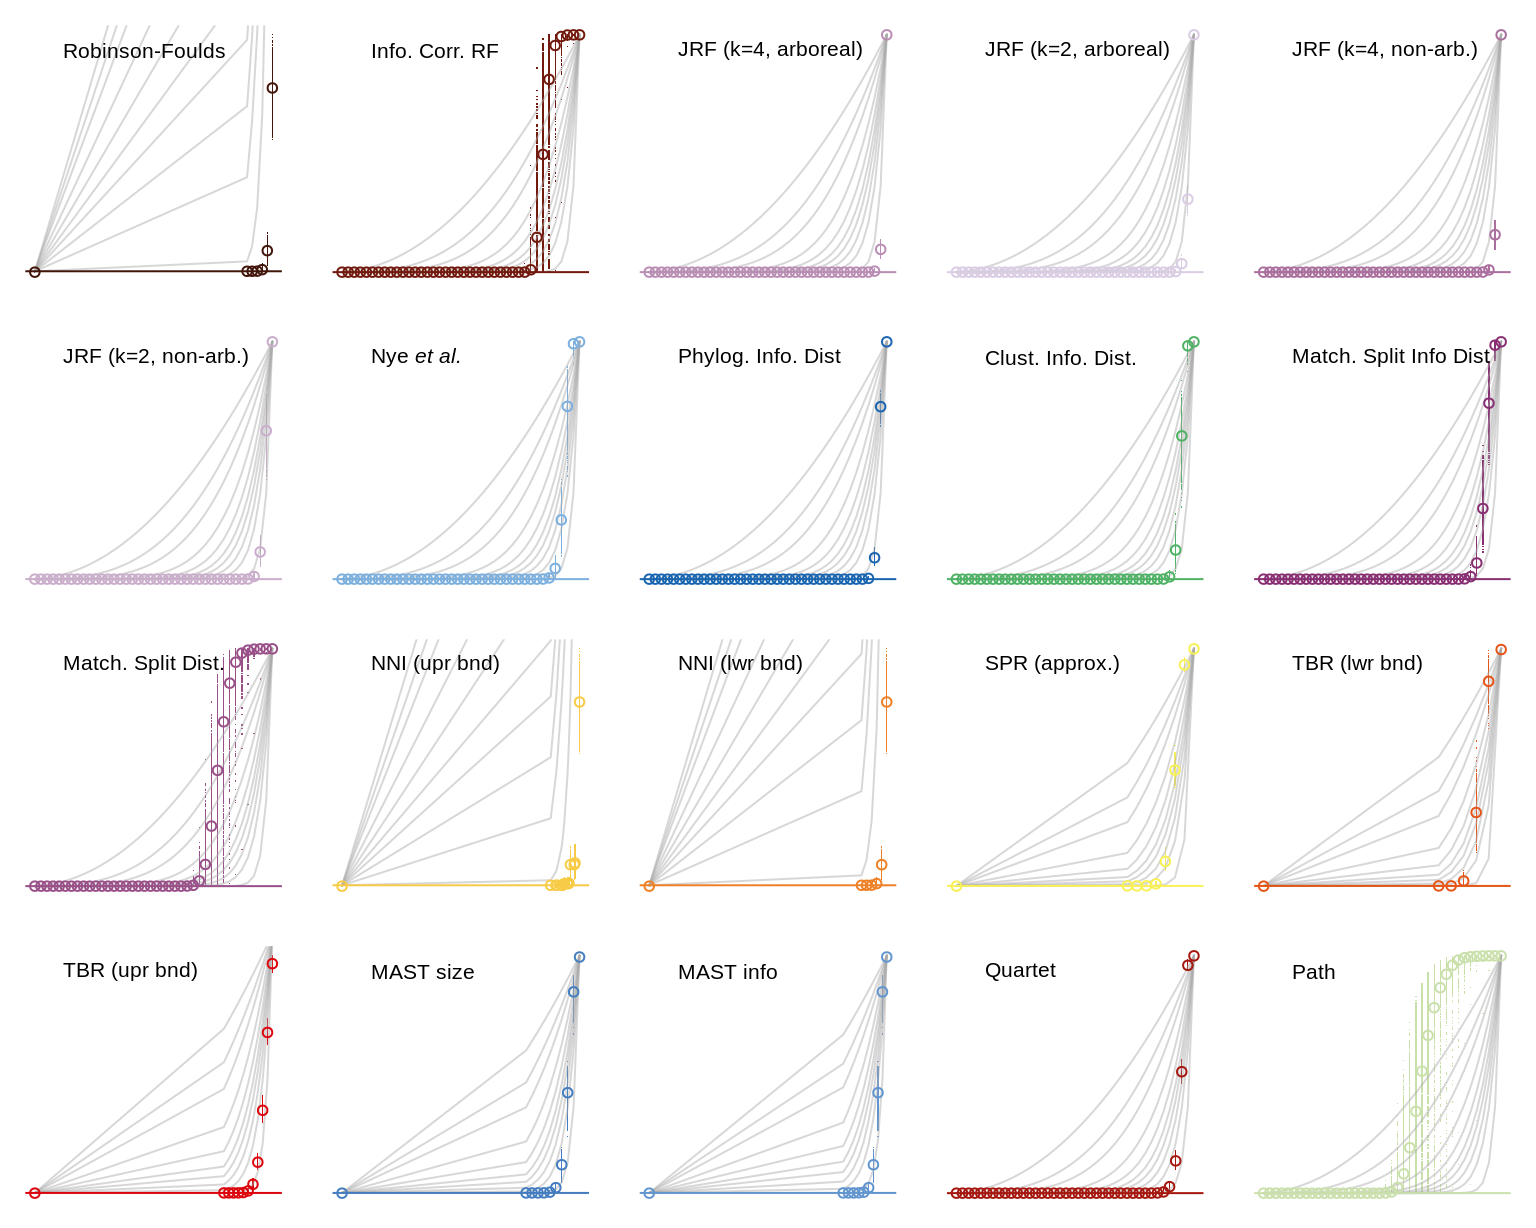 Robinson-Foulds
Info. Corr. RF
JRF (k=4, arboreal)
JRF (k=2, arboreal)
JRF (k=4, non-arb.)
JRF (k=2, non-arb.)
Nye et al.
Phylog. Info. Dist
Clust. Info. Dist.
Match. Split Info Dist
Match. Split Dist.
NNI (upr bnd)
NNI (lwr bnd)
SPR (approx.)
TBR (lwr bnd)
TBR (upr bnd)
MAST size
MAST info
Quartet
Path